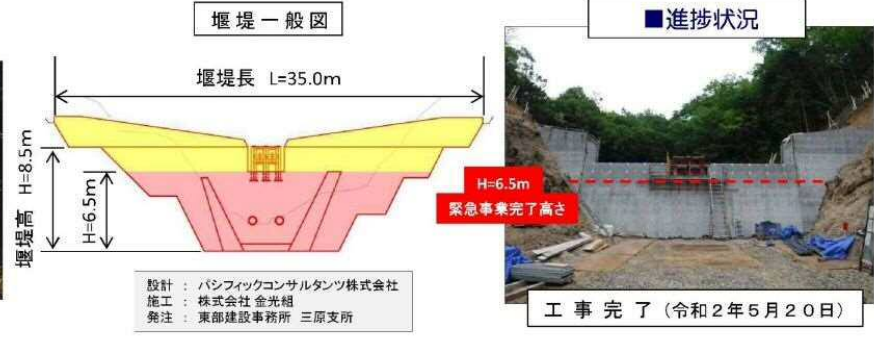 堰堤一般図
堰堤長 L=35.0m
堰堤高 H=8.5m
H=6.5m
設計 : パシフィックコンサルタンツ株式会社
施工 : 株式会社 金光組
発注 : 東部建設事務所 三原支所
■進捗状況
H=6.5m
緊急事業完了高さ
工事完了（令和2年5月20日）